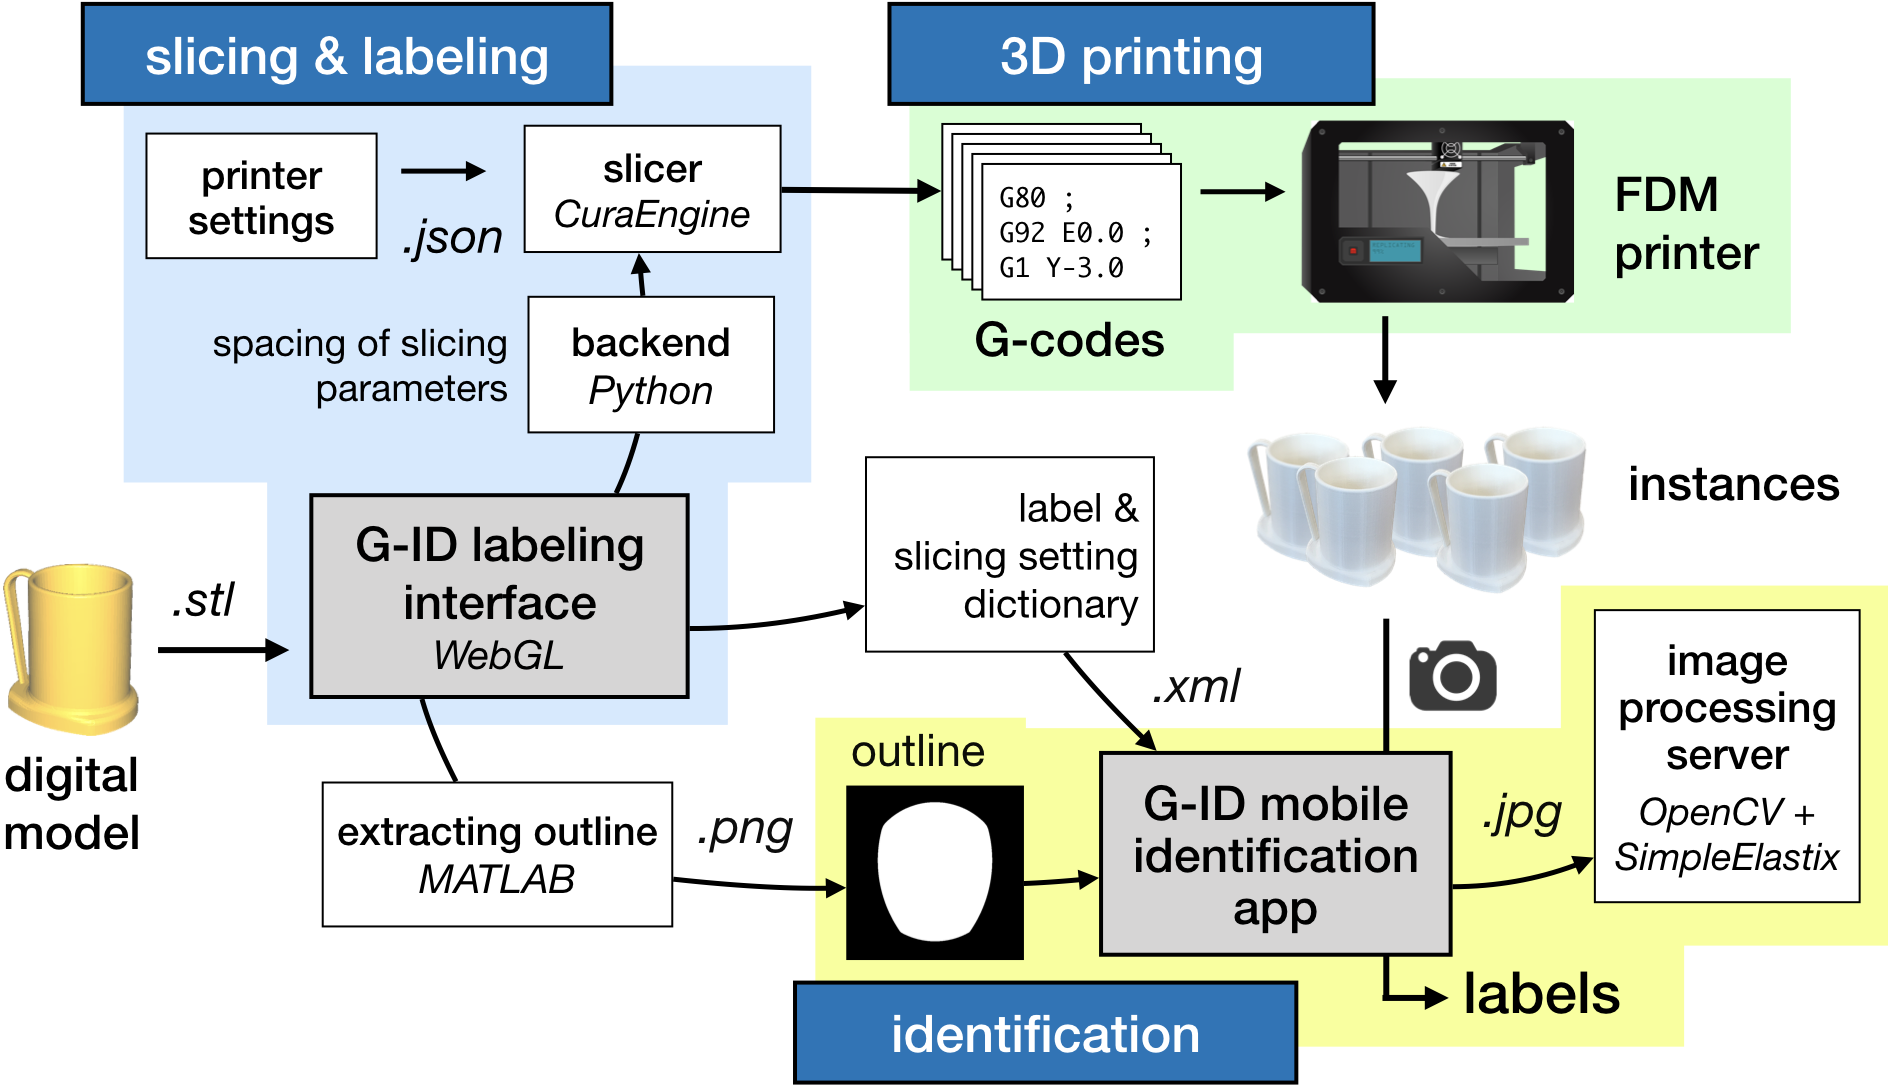 slicing & labeling
3D printing
printer
settings
.json
slicer
CuraEngine
G80 ;
G92 E0.0 ;
G1 Y-3.0
G-codes
FDM
printer
spacing of slicing
parameters
backend
Python
instances
G-ID labeling
interface
WebGL
.stl
digital
model
label &
slicing setting
dictionary
.xml
extracting outline
MATLAB
.png
outline
G-ID mobile
identification
app
.jpg
image
processing
server
OpenCV +
SimpleElastix
labels
identification